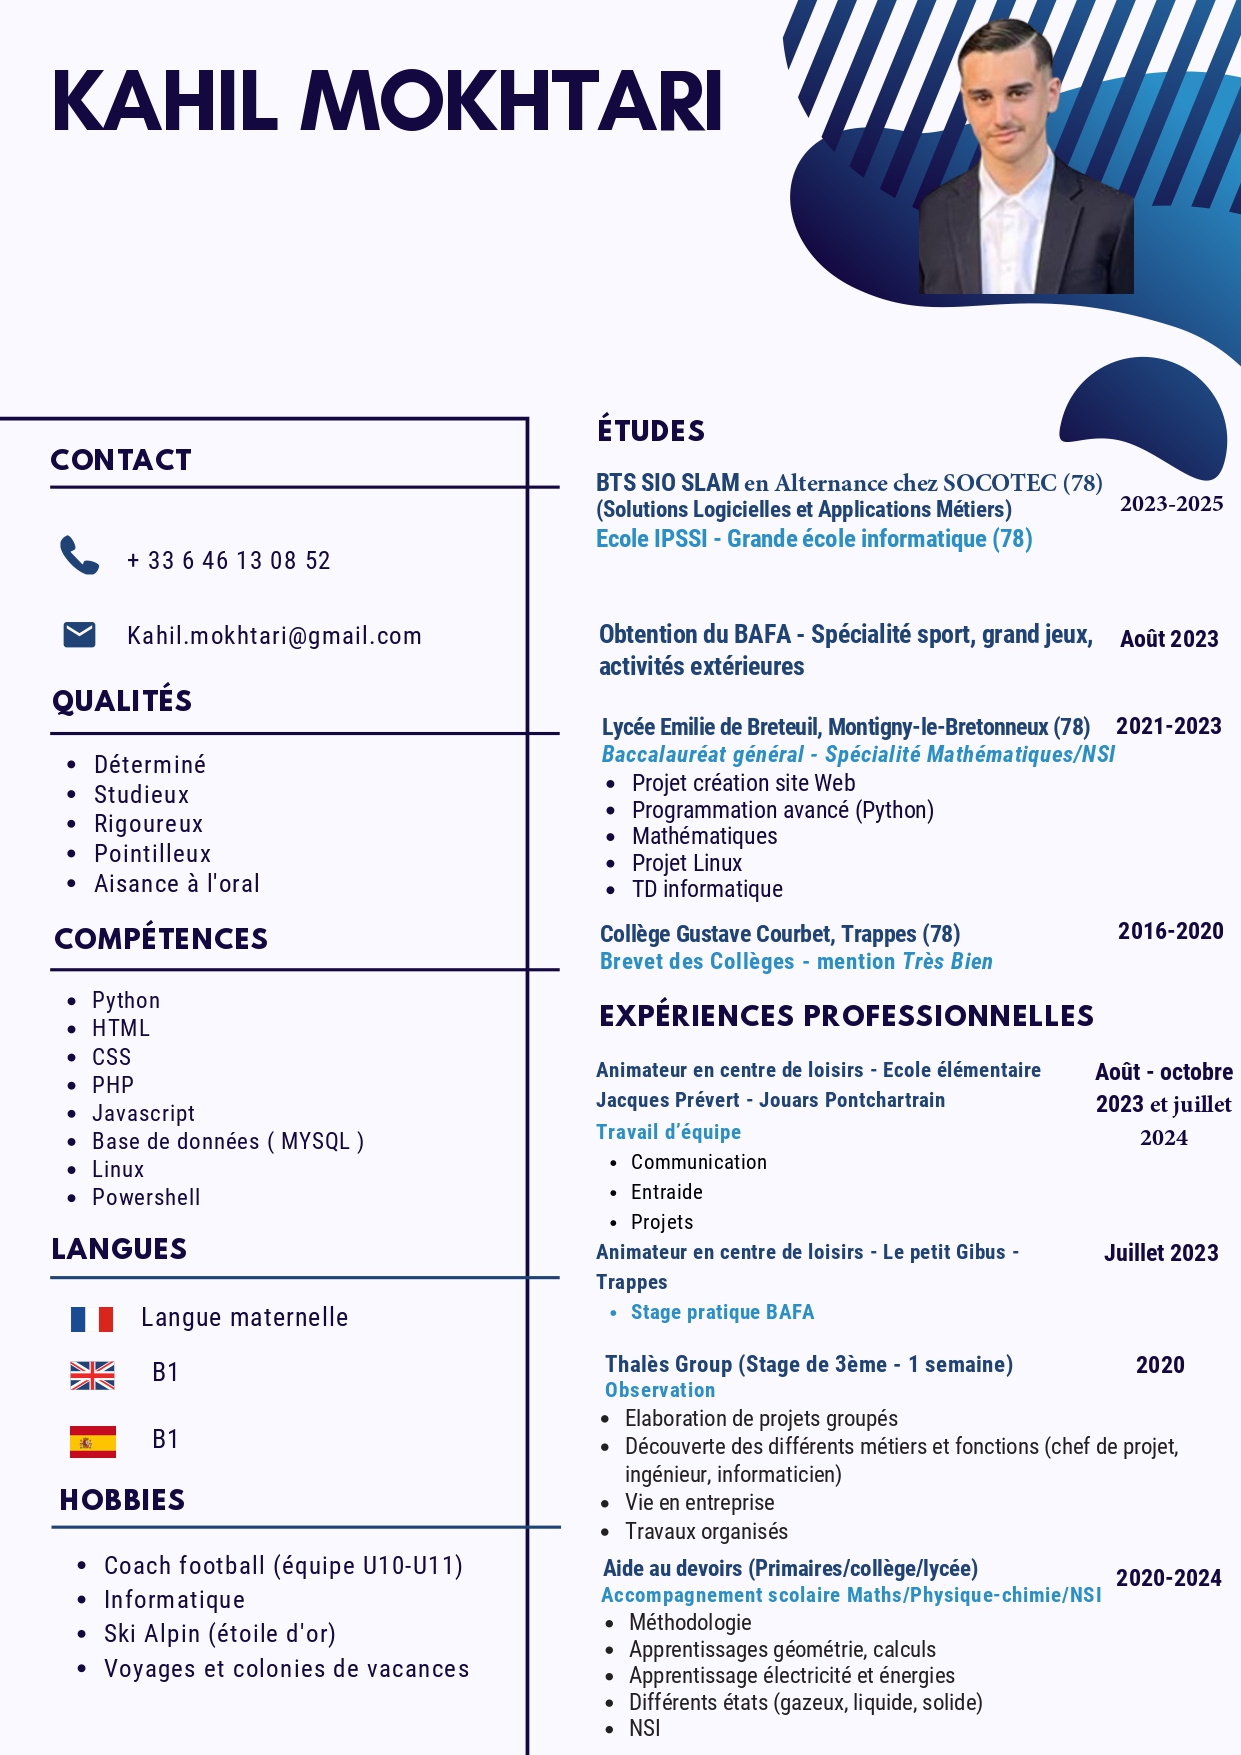 KAHIL MOKHTARI
CONTACT
+ 33 6 46 13 08 52
Kahil.mokhtari@gmail.com
QUALITÉS
• Déterminé
• Studieux
• Rigoureux
• Pointilleux
• Aisance à l'oral
COMPÉTENCES
• Python
• HTML
• CSS
• PHP
• Javascript
• Base de données ( MYSQL )
• Linux
• Powershell
LANGUES
Langue maternelle
B1
B1
HOBBIES
• Coach football (équipe U10-U11)
• Informatique
• Ski Alpin (étoile d'or)
• Voyages et colonies de vacances
ÉTUDES
BTS SIO SLAM en Alternance chez SOCOTEC (78)
(Solutions Logicielles et Applications Métiers)
2023-2025
Ecole IPSSI - Grande école informatique (78)
Obtention du BAFA - Spécialité sport, grand jeux,
activités extérieures
Août 2023
Lycée Emilie de Breteuil, Montigny-le-Bretonneux (78)
2021-2023
Baccalauréat général - Spécialité Mathématiques/NSI
• Projet création site Web
• Programmation avancé (Python)
• Mathématiques
• Projet Linux
• TD informatique
Collège Gustave Courbet, Trappes (78)
2016-2020
Brevet des Collèges - mention Très Bien
EXPÉRIENCES PROFESSIONNELLES
Animateur en centre de loisirs - Ecole élémentaire
Jacques Prévert - Jouars Pontchartrain
Août - octobre
2023 et juillet
2024
Travail d’équipe
• Communication
• Entraide
• Projets
Animateur en centre de loisirs - Le petit Gibus -
Trappes
Juillet 2023
• Stage pratique BAFA
Thalès Group (Stage de 3ème - 1 semaine)
2020
Observation
• Elaboration de projets groupés
• Découverte des différents métiers et fonctions (chef de projet,
ingénieur, informaticien)
• Vie en entreprise
• Travaux organisés
Aide au devoirs (Primaires/collège/lycée)
2020-2024
Accompagnement scolaire Maths/Physique-chimie/NSI
• Méthodologie
• Apprentissages géométrie, calculs
• Apprentissage électricité et énergies
• Différents états (gazeux, liquide, solide)
• NSI